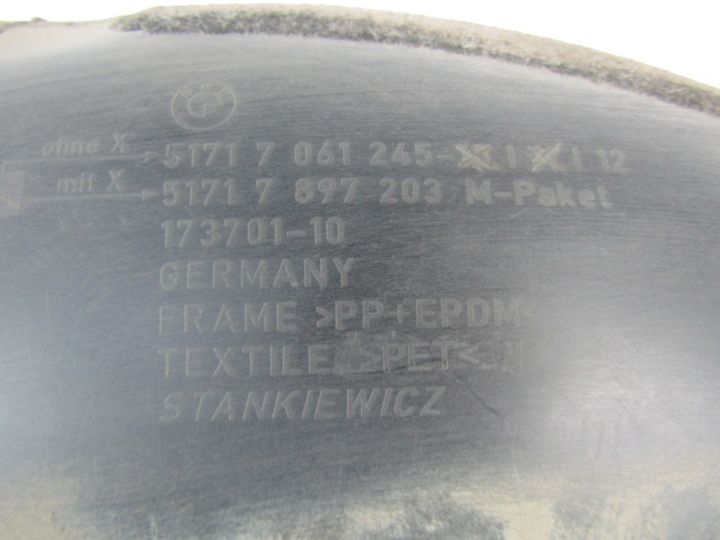 ohne X 5171 7 061 245- | | 12
mit X 5171 7 897 203 M-Paket
173701-10
GERMANY
FRAME >PP+EPDM<
TEXTILE >PET<
STANKIEWICZ